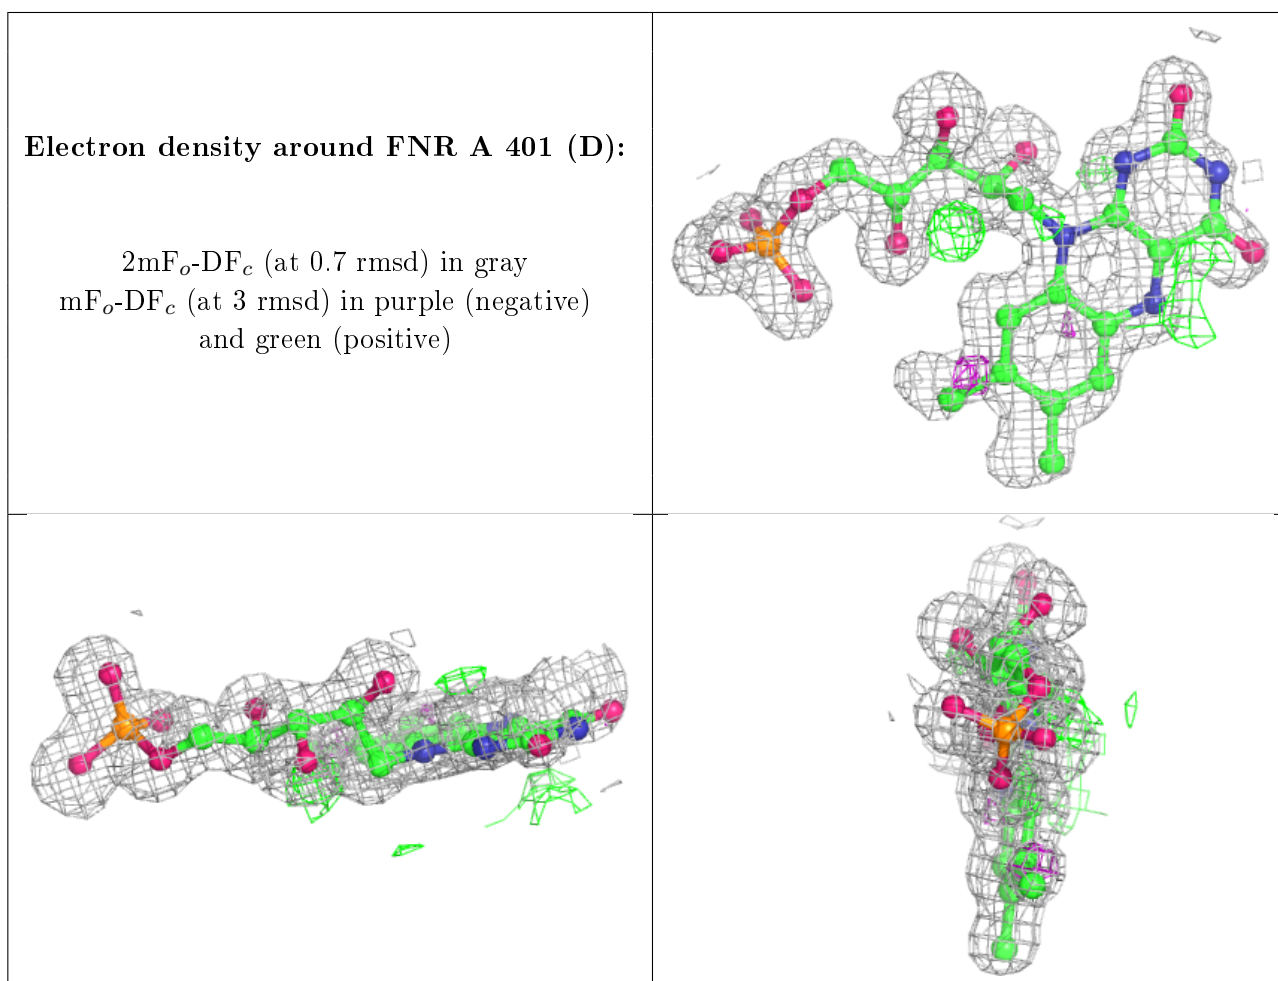 Electron density around FNR A 401 (D):
2mFo-DFc (at 0.7 rmsd) in gray
mFo-DFc (at 3 rmsd) in purple (negative)
and green (positive)